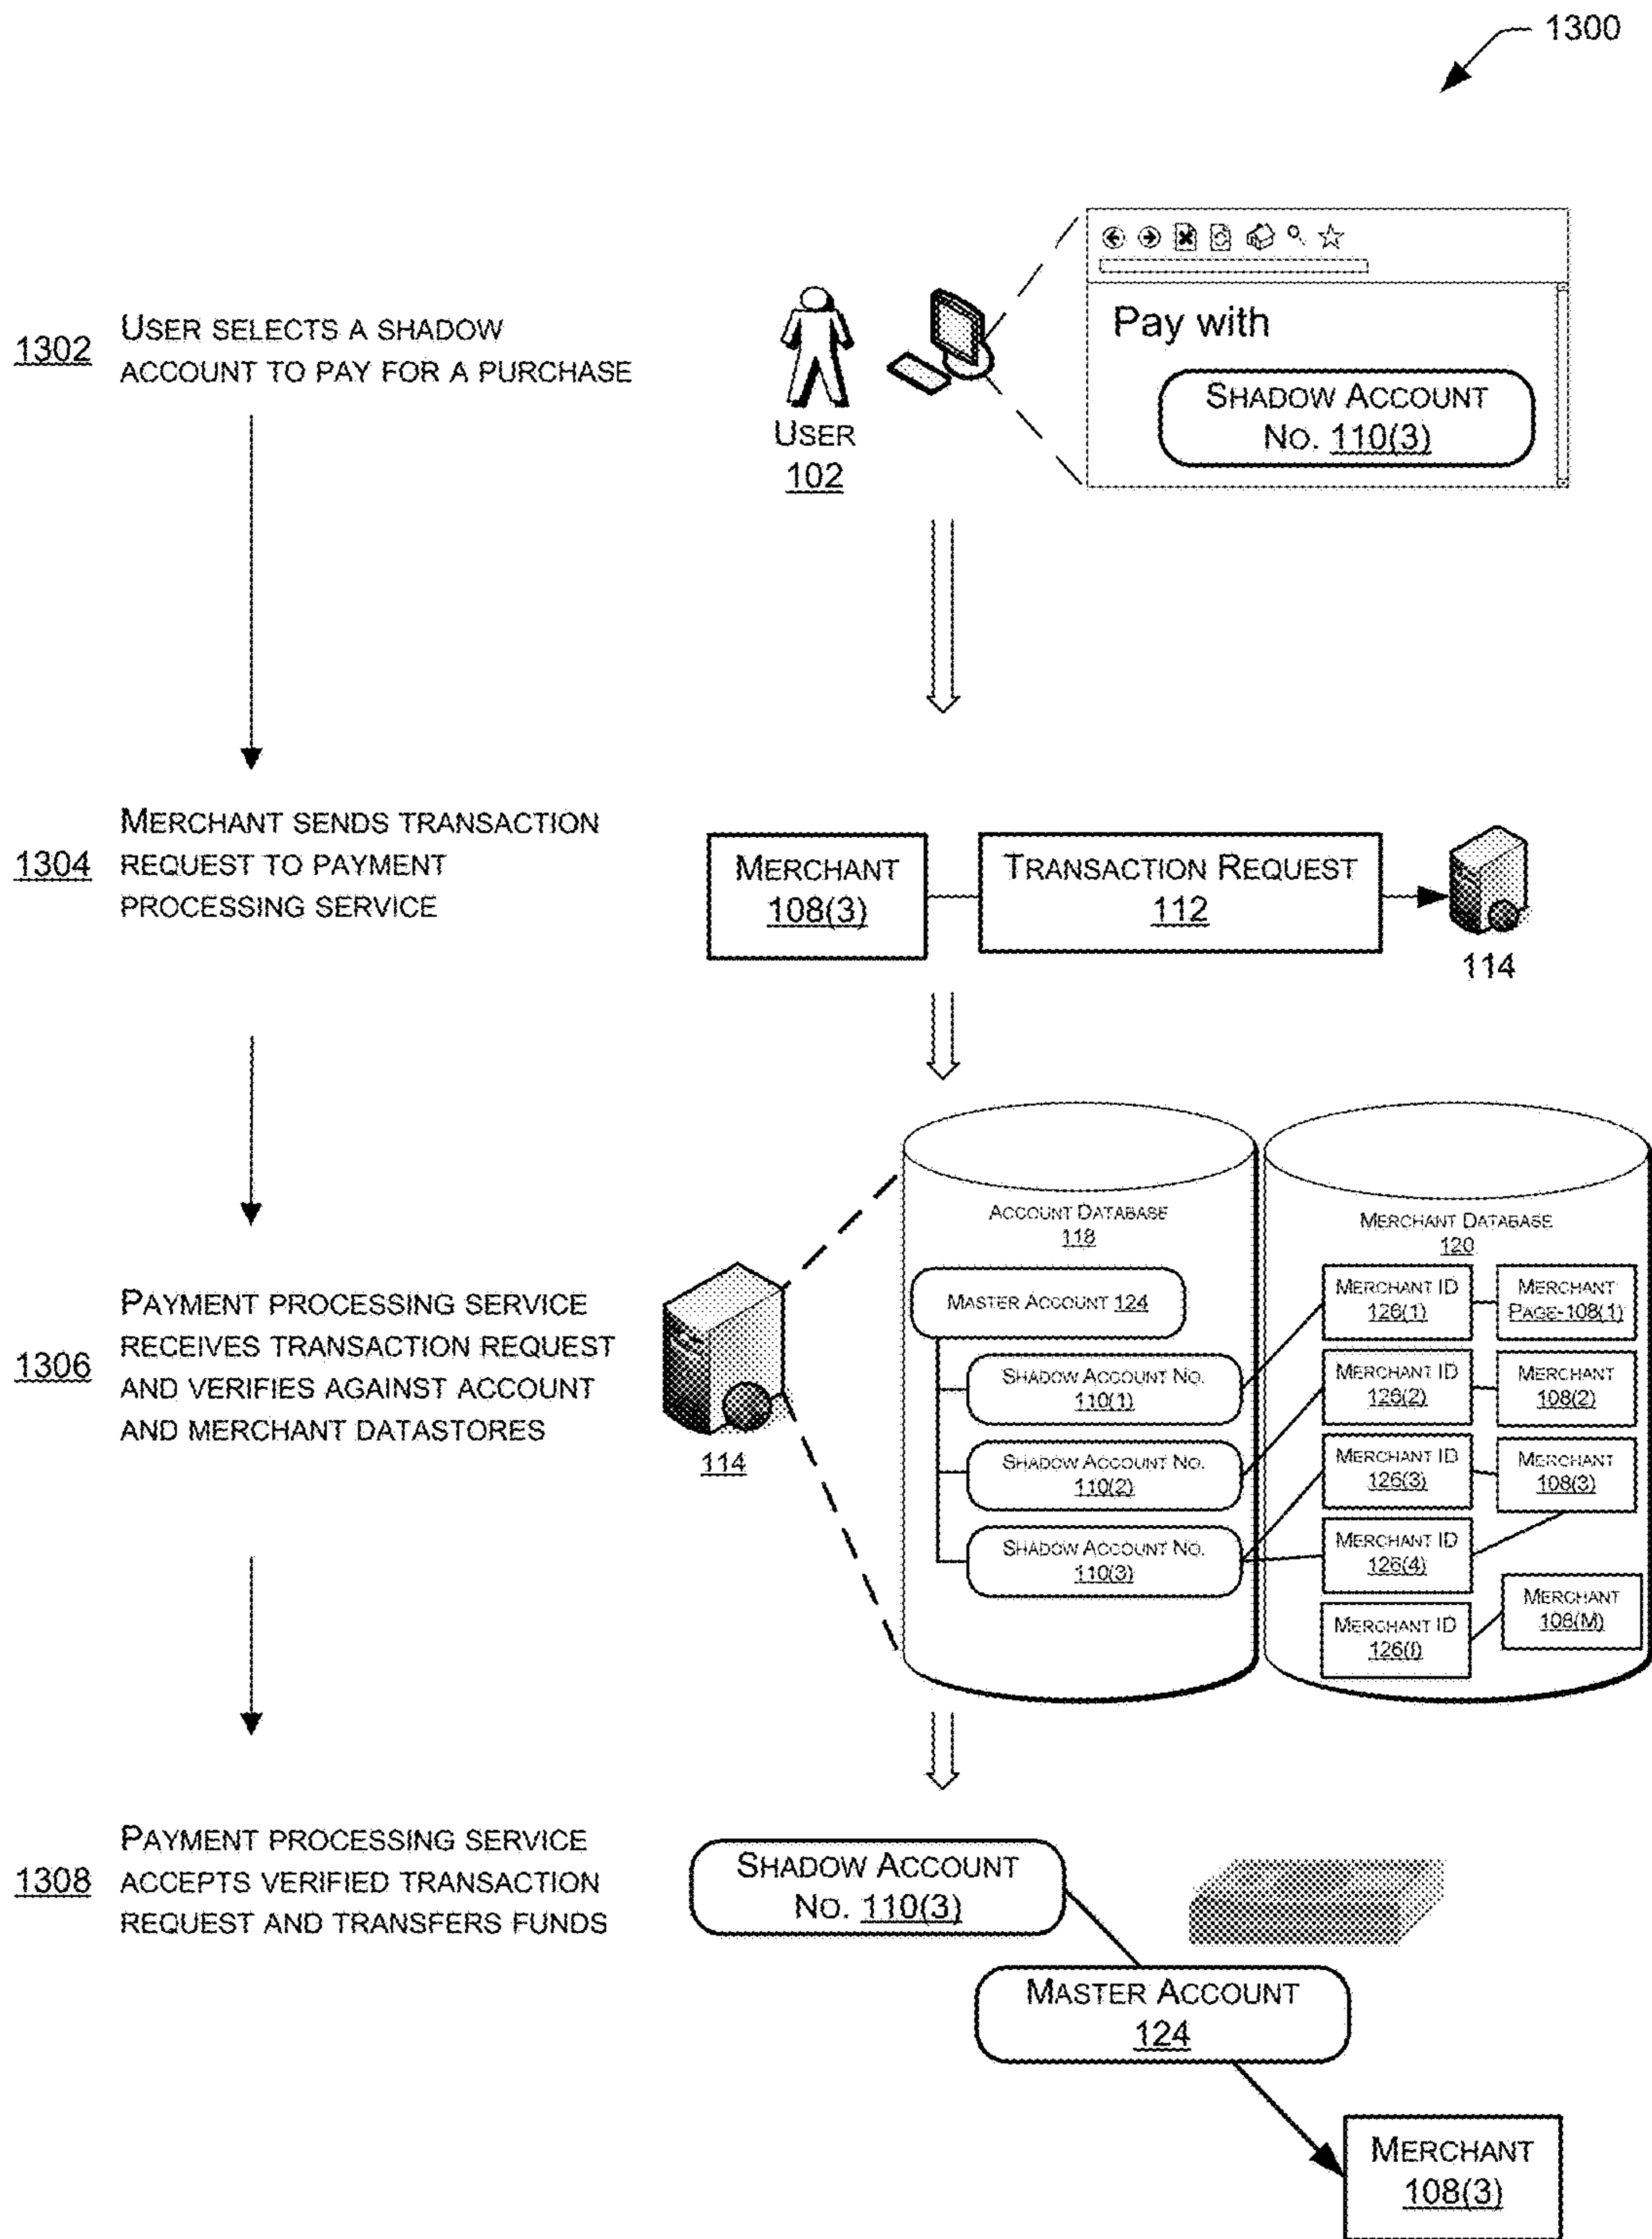 1300
1302
USER SELECTS A SHADOW
ACCOUNT TO PAY FOR A PURCHASE
USER
102
Pay with
SHADOW ACCOUNT
NO. 110(3)
1304
MERCHANT SENDS TRANSACTION
REQUEST TO PAYMENT
PROCESSING SERVICE
MERCHANT
108(3)
TRANSACTION REQUEST
112
114
1306
PAYMENT PROCESSING SERVICE
RECEIVES TRANSACTION REQUEST
AND VERIFIES AGAINST ACCOUNT
AND MERCHANT DATASTORES
114
ACCOUNT DATABASE
118
MASTER ACCOUNT 124
SHADOW ACCOUNT NO.
110(1)
SHADOW ACCOUNT NO.
110(2)
SHADOW ACCOUNT NO.
110(3)
MERCHANT DATABASE
120
MERCHANT ID
126(1)
MERCHANT
PAGE-108(1)
MERCHANT ID
126(2)
MERCHANT
108(2)
MERCHANT ID
126(3)
MERCHANT
108(3)
MERCHANT ID
126(4)
MERCHANT ID
126(I)
MERCHANT
108(M)
1308
PAYMENT PROCESSING SERVICE
ACCEPTS VERIFIED TRANSACTION
REQUEST AND TRANSFERS FUNDS
SHADOW ACCOUNT
NO. 110(3)
MASTER ACCOUNT
124
MERCHANT
108(3)